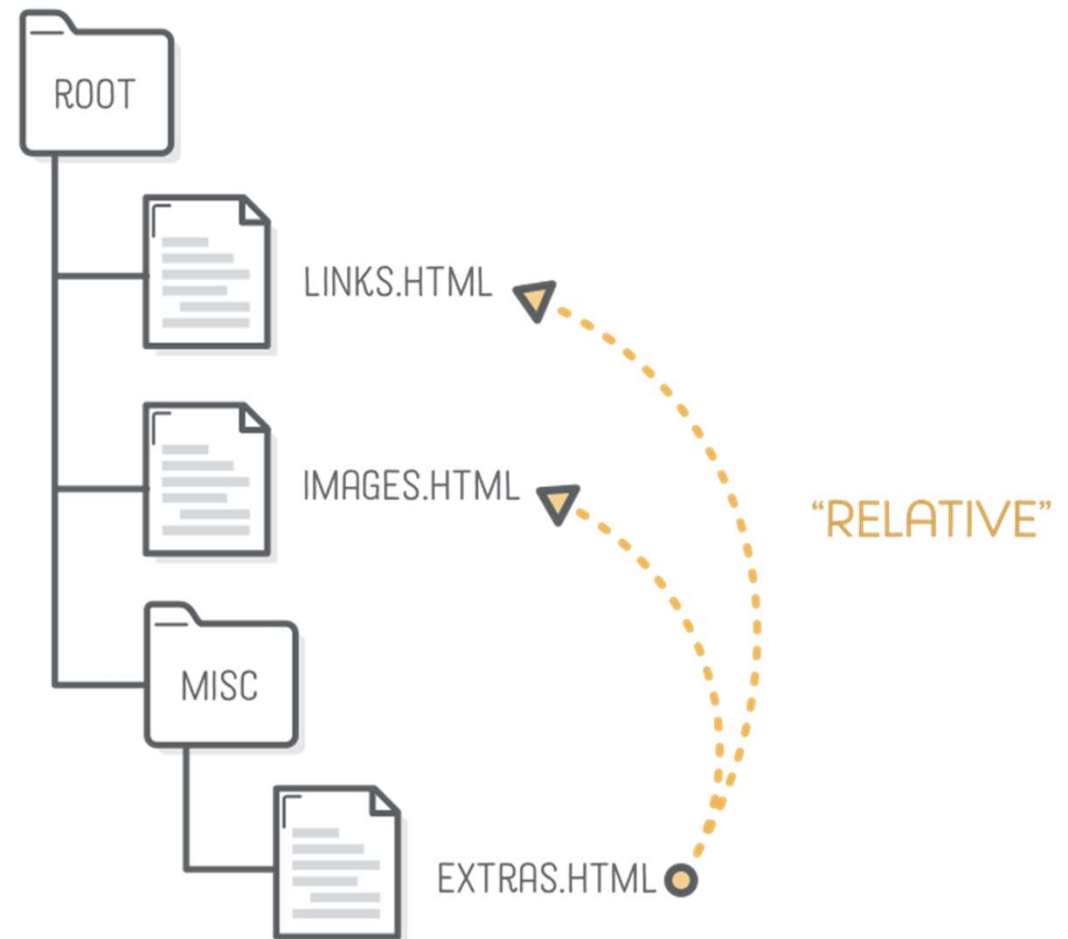 ROOT
LINKS.HTML
IMAGES.HTML
“RELATIVE”
MISC
EXTRAS.HTML